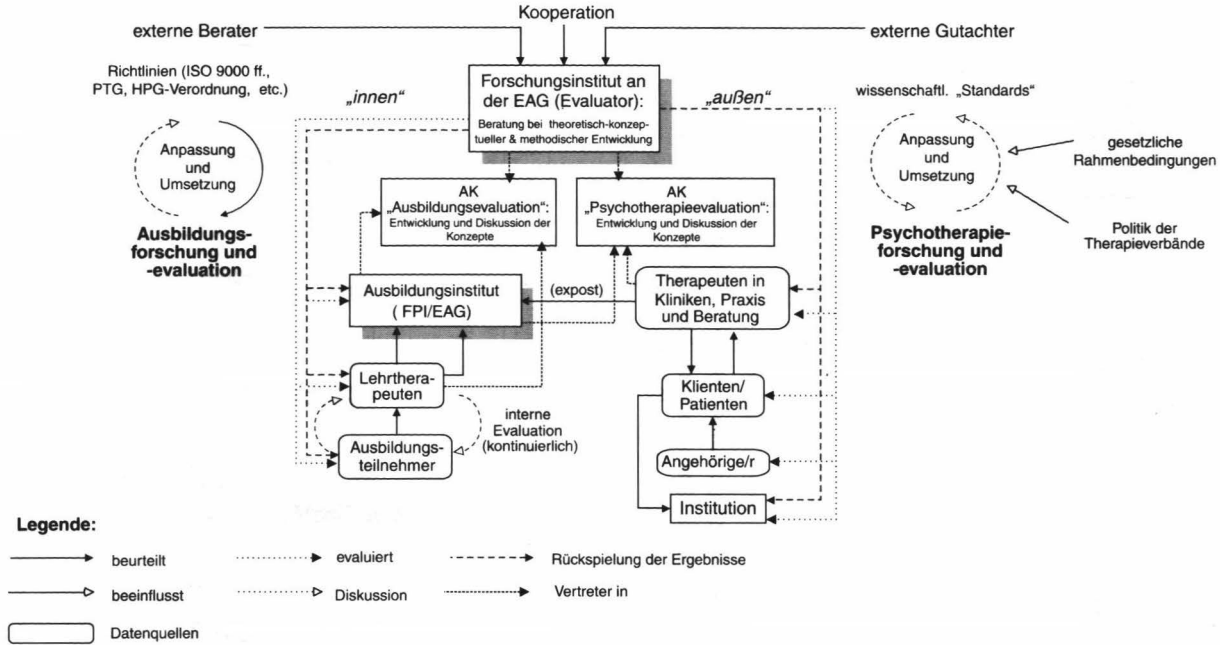 Kooperation
externe Berater
externe Gutachter
Richtlinien (ISO 9000 ff.,
PTG, HPG-Verordnung, etc.)
„innen“
Forschungsinstitut an
der EAG (Evaluator):
Beratung bei theoretisch-konzep-
tueller & methodischer Entwicklung
„außen“
wissenschaftl. „Standards“
Anpassung
und
Umsetzung
Anpassung
und
Umsetzung
gesetzliche
Rahmenbedingungen
Politik der
Therapieverbände
Ausbildungs-
forschung und
-evaluation
AK
„Ausbildungsevaluation“:
Entwicklung und Diskussion der
Konzepte
AK
„Psychotherapieevaluation“:
Entwicklung und Diskussion der
Konzepte
Psychotherapie-
forschung und
-evaluation
Ausbildungsinstitut
( FPI/EAG)
(expost)
Therapeuten in
Kliniken, Praxis
und Beratung
Lehrthera-
peuten
Klienten/
Patienten
interne
Evaluation
(kontinuierlich)
Ausbildungs-
teilnehmer
Angehörige/r
Institution
Legende:
beurteilt
evaluiert
Rückspielung der Ergebnisse
beeinflusst
Diskussion
Vertreter in
Datenquellen